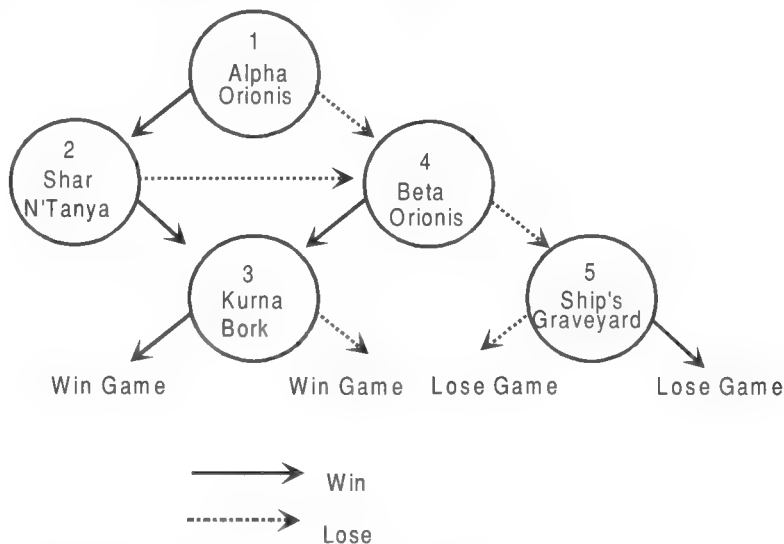 1
Alpha
Orionis
2
Shar
N'Tanya
4
Beta
Orionis
3
Kurna
Bork
5
Ship's
Graveyard
Win Game
Win Game
Lose Game
Lose Game
Win
Lose